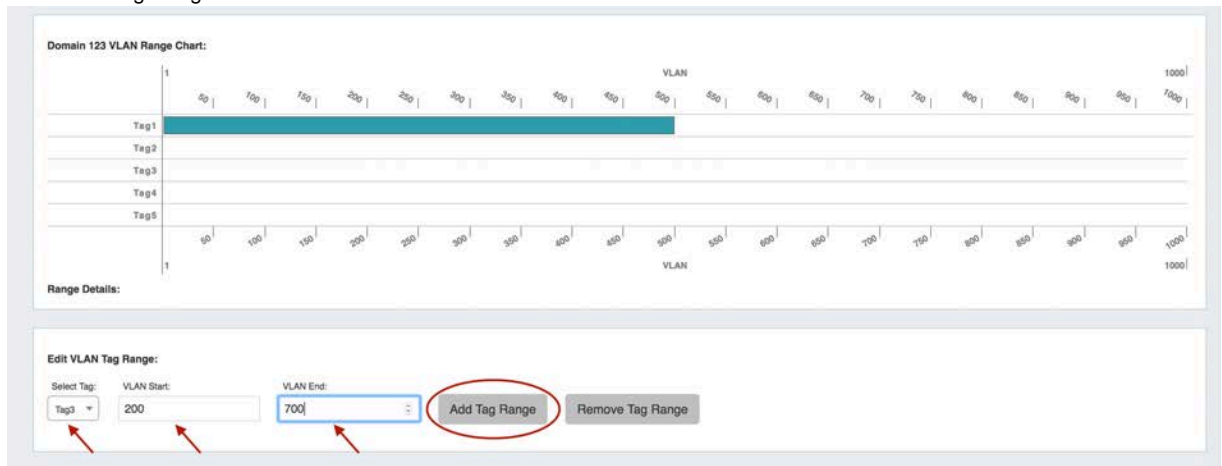 Domain 123 VLAN Range Chart:
1 VLAN 1000
50 100 150 200 250 300 350 400 450 500 550 600 650 700 750 800 850 900 950 1000
Tag1
Tag2
Tag3
Tag4
Tag5
50 100 150 200 250 300 350 400 450 500 550 600 650 700 750 800 850 900 950 1000
1 VLAN 1000
Range Details:
Edit VLAN Tag Range:
Select Tag: VLAN Start: VLAN End:
Tag3 200 700 Add Tag Range Remove Tag Range